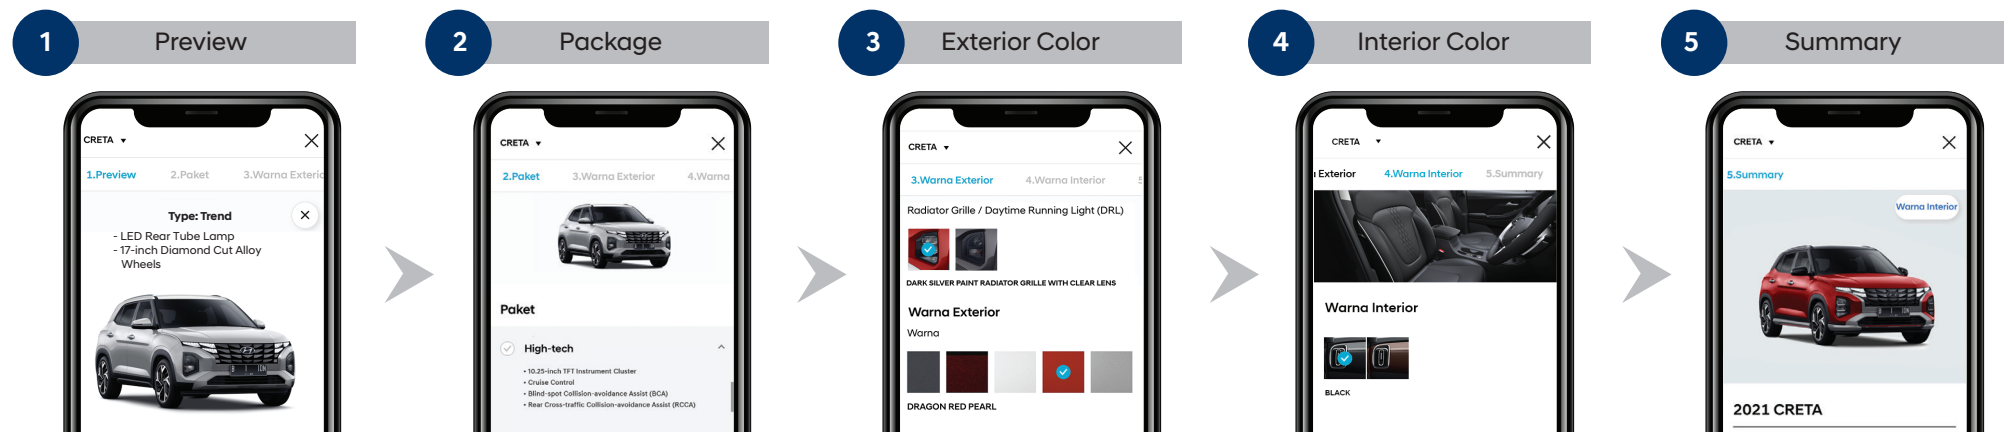 1
Preview
2
Package
3
Exterior Color
4
Interior Color
5
Summary
CRETA
1.Preview 2.Paket 3.Warna Exterio
Type: Trend
- LED Rear Tube Lamp
- 17-inch Diamond Cut Alloy
Wheels
CRETA
2.Paket 3.Warna Exterior 4.Warna
Paket
High-tech
• 10.25-inch TFT Instrument Cluster
• Cruise Control
• Blind-spot Collision-avoidance Assist (BCA)
• Rear Cross-traffic Collision-avoidance Assist (RCCA)
CRETA
3.Warna Exterior 4.Warna Interior 5
Radiator Grille / Daytime Running Light (DRL)
DARK SILVER PAINT RADIATOR GRILLE WITH CLEAR LENS
Warna Exterior
Warna
DRAGON RED PEARL
CRETA
Exterior 4.Warna Interior 5.Summary
Warna Interior
BLACK
CRETA
5.Summary
Warna Interior
2021 CRETA